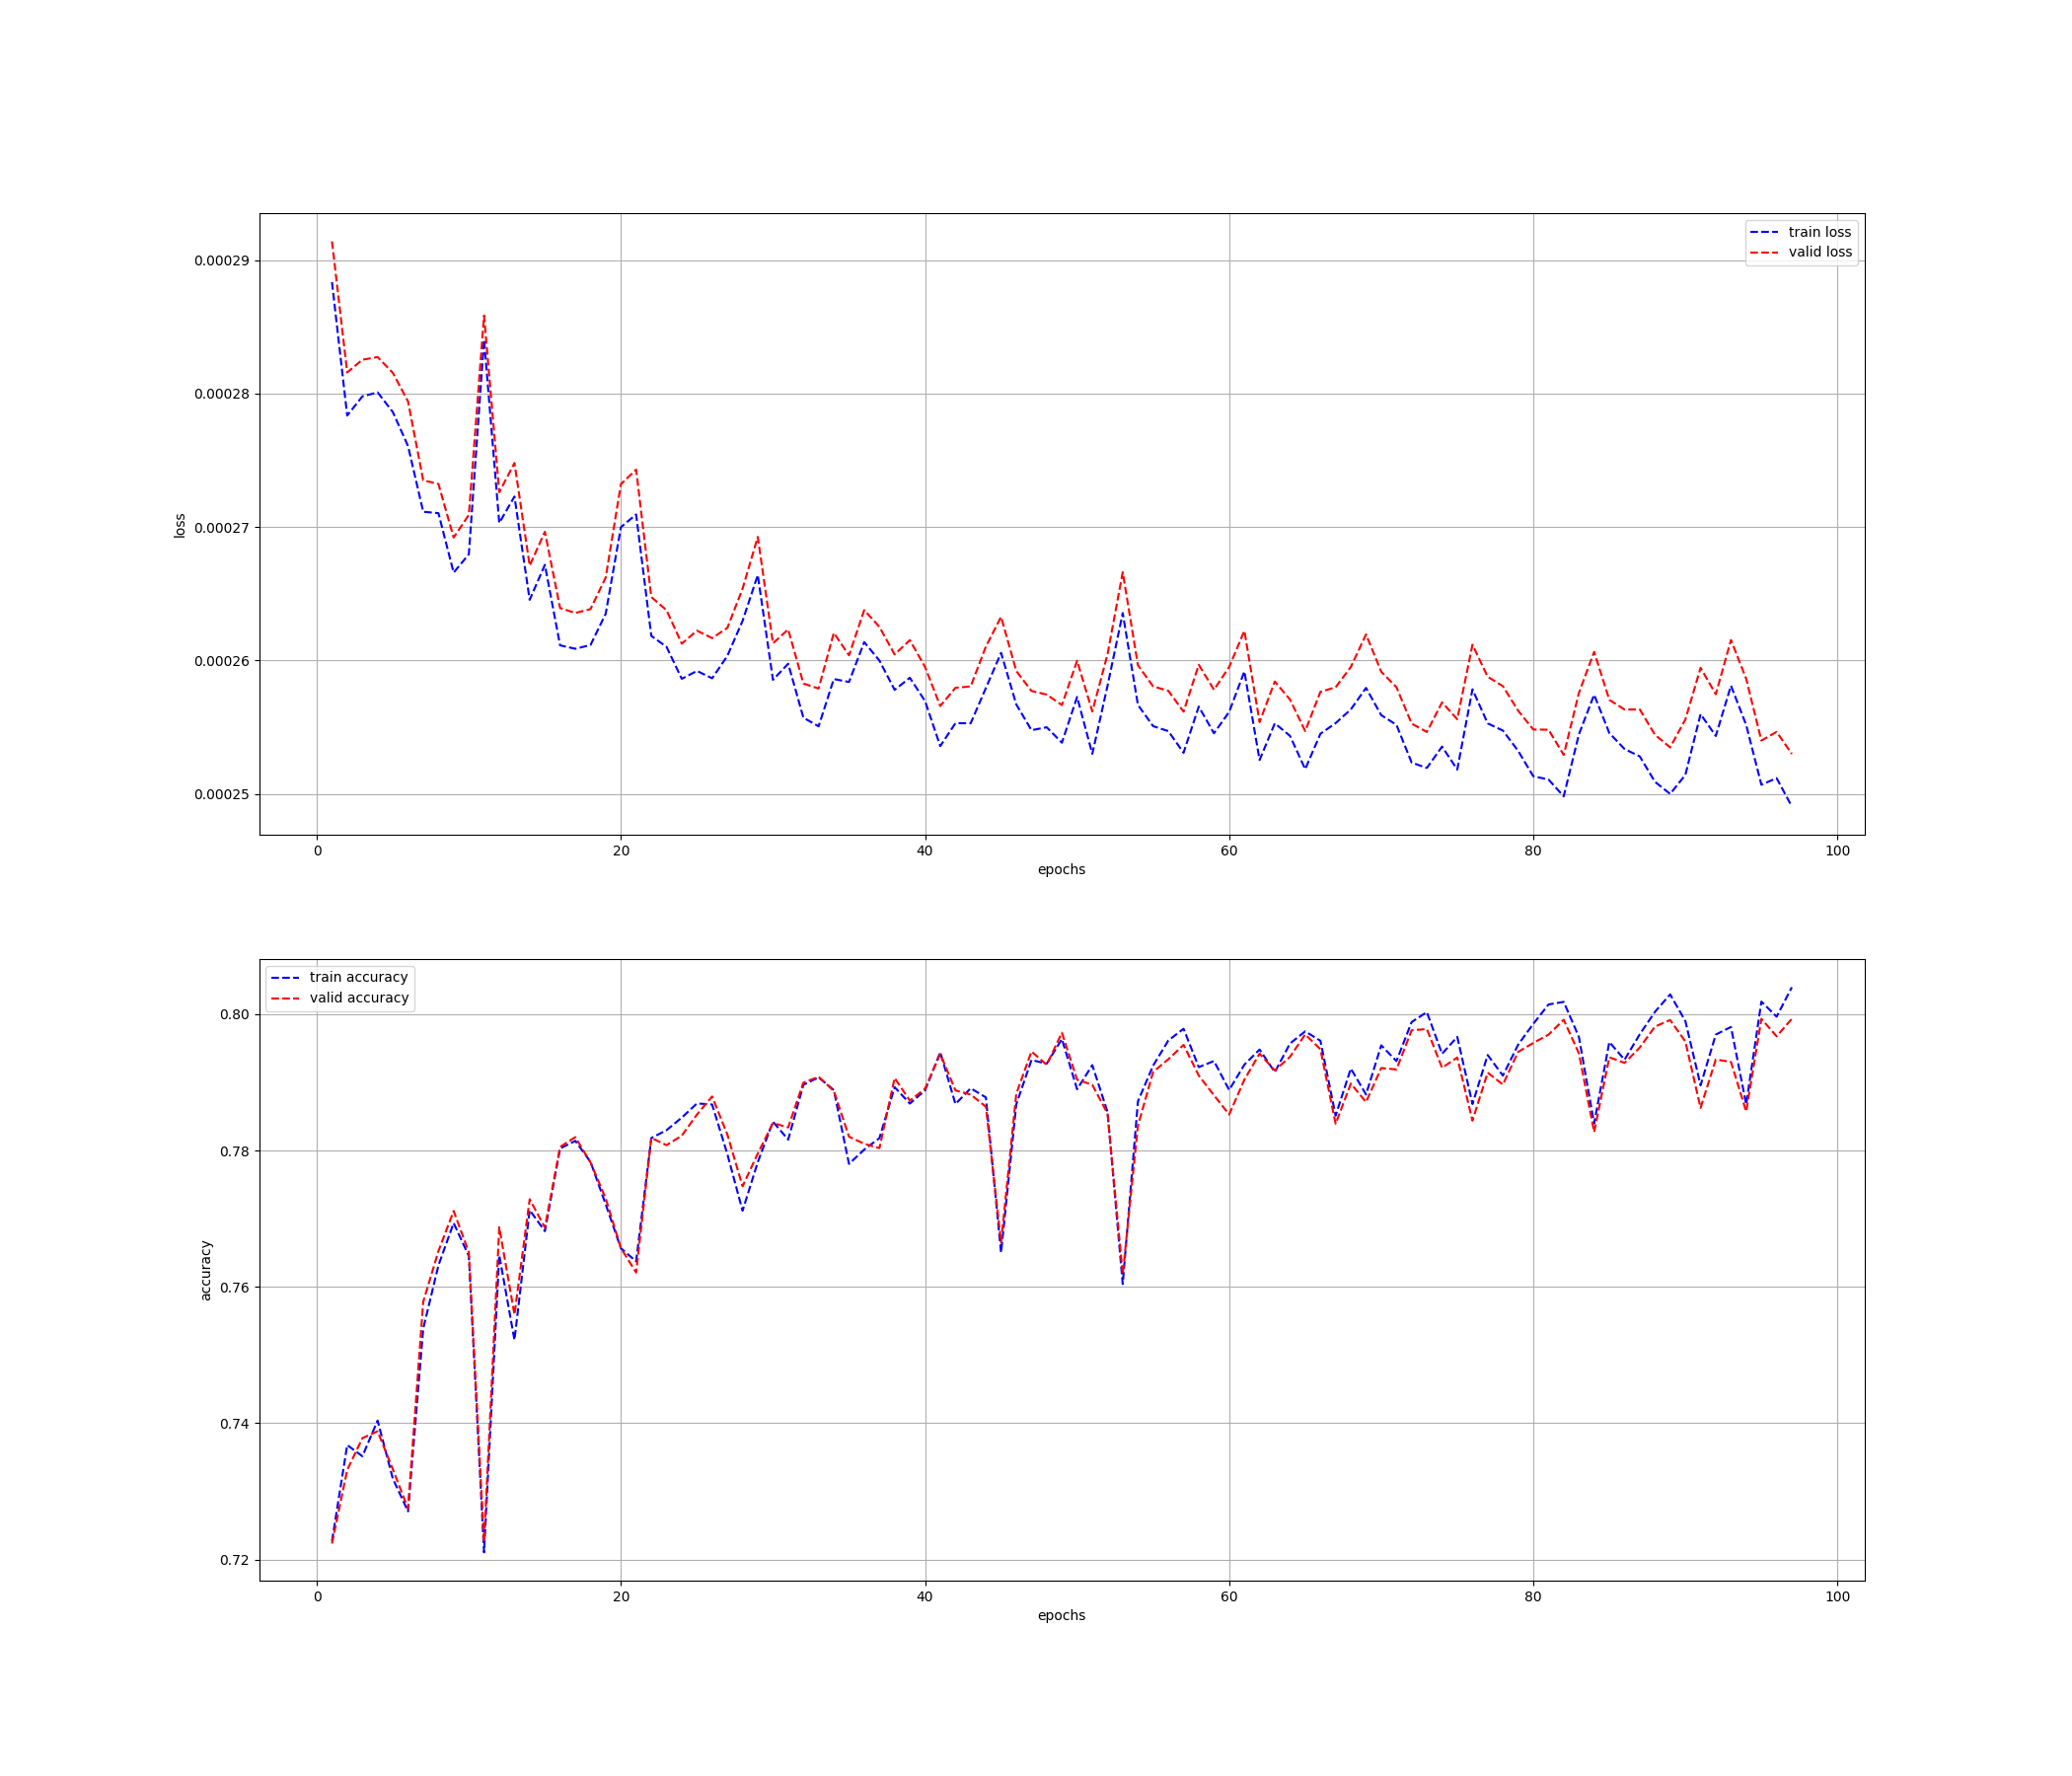 train loss
valid loss
0.00029
0.00028
0.00027
0.00026
0.00025
loss
0 20 40 60 80 100
epochs
train accuracy
valid accuracy
0.80
0.78
0.76
0.74
0.72
accuracy
0 20 40 60 80 100
epochs